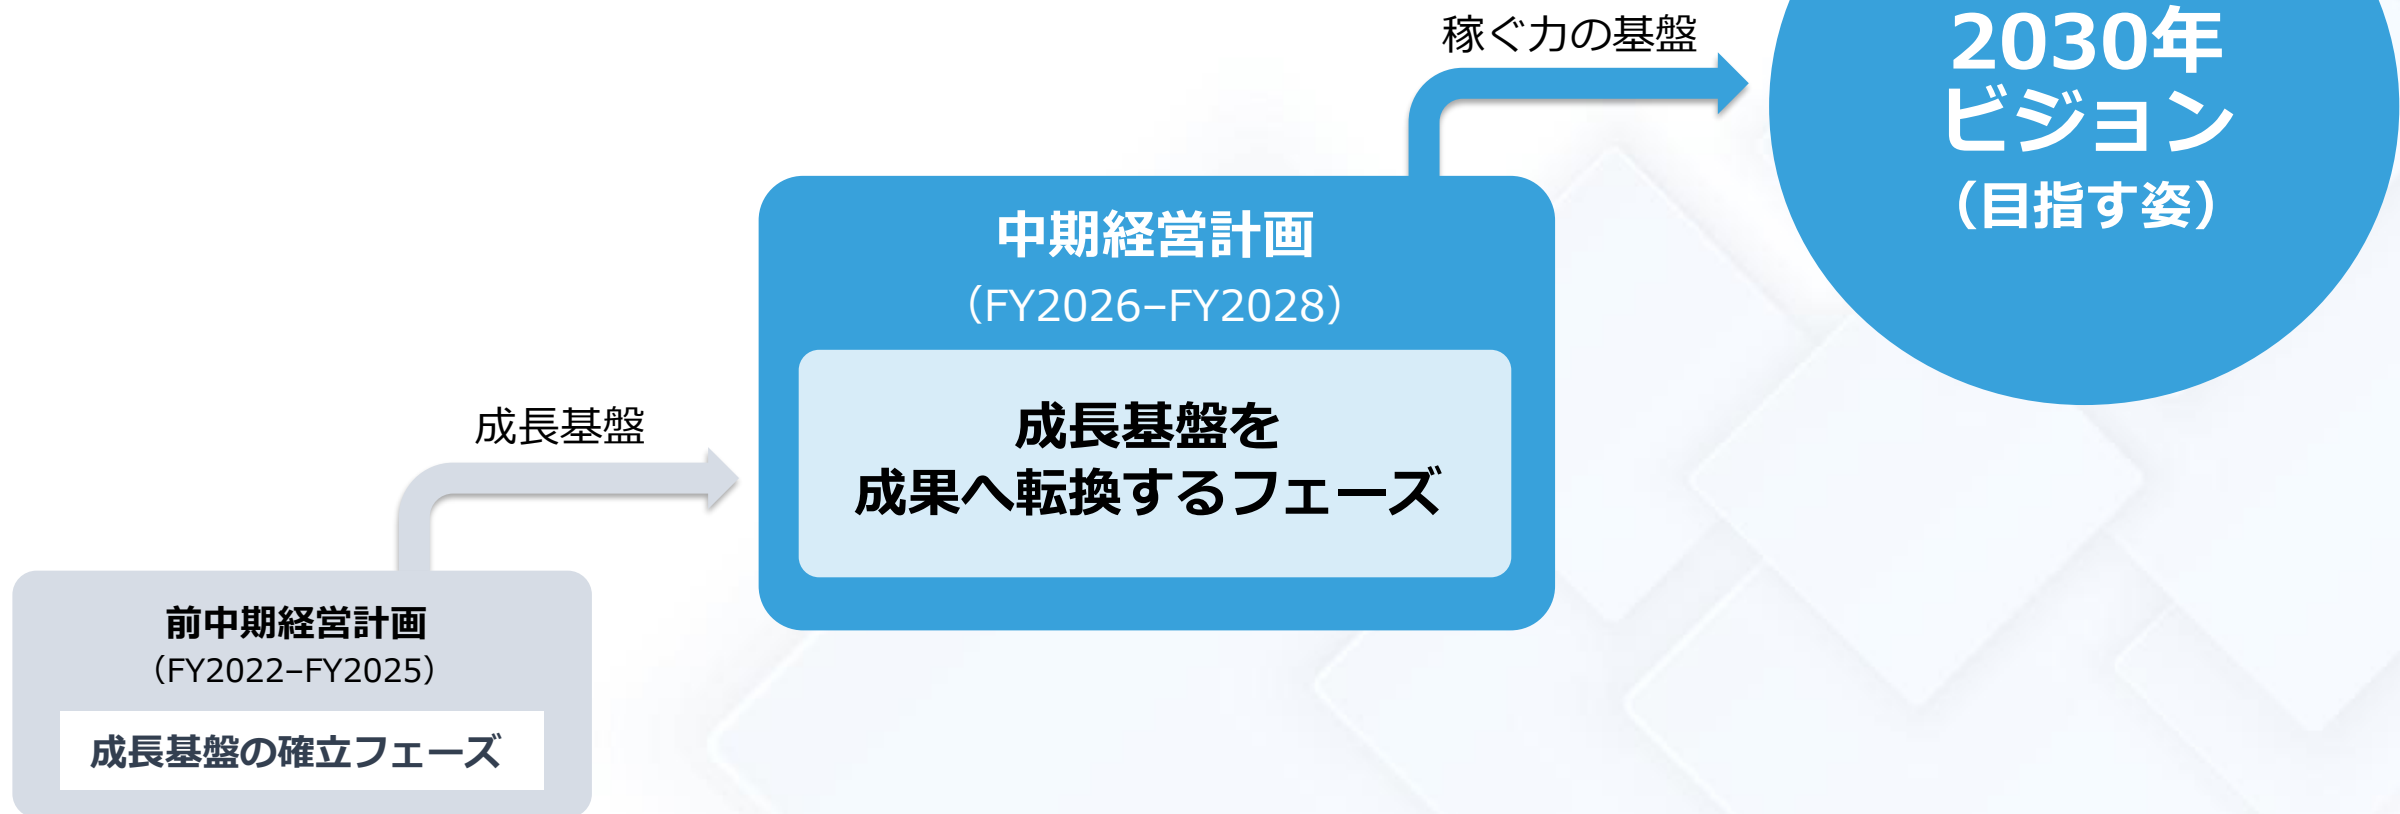 稼ぐ力の基盤
2030年
ビジョン
（目指す姿）
中期経営計画
（FY2026–FY2028）
成長基盤を
成果へ転換するフェーズ
成長基盤
前中期経営計画
（FY2022–FY2025）
成長基盤の確立フェーズ